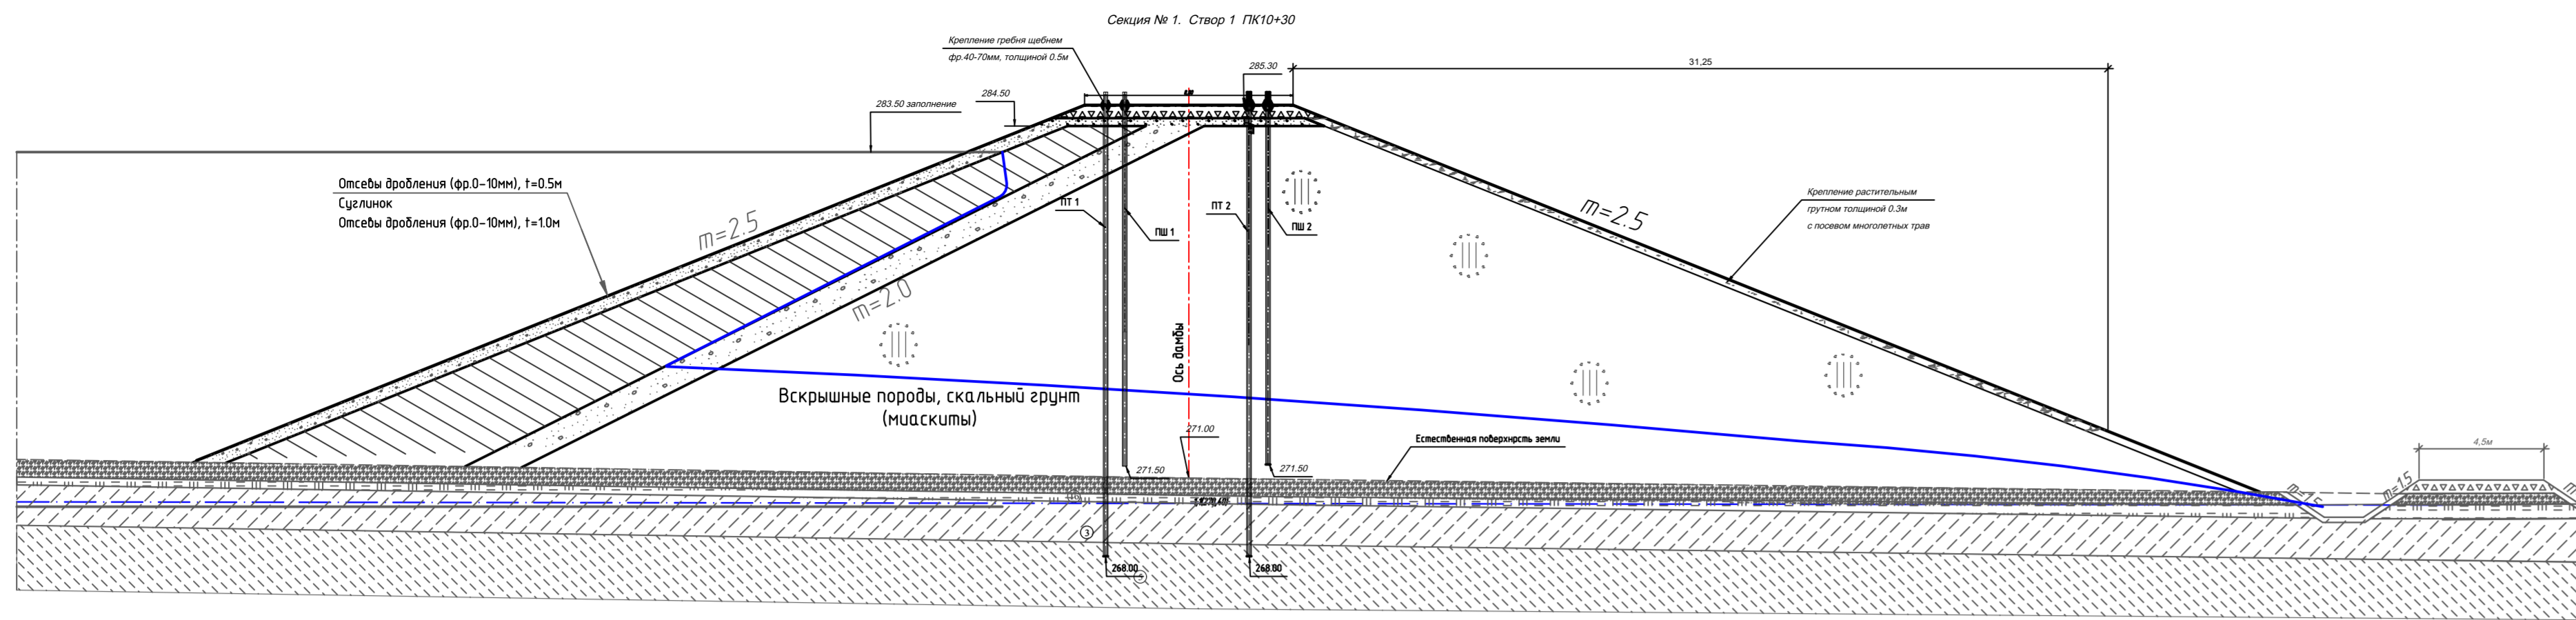 Секция № 1. Створ 1 ПК10+30
Крепление гребня щебнем
фр.40-70мм, толщиной 0.5м
285.30
31,25
284.50
283.50 заполнение
Отсевы дробления (фр.0-10мм), t=0.5м
Суглинок
Отсевы дробления (фр.0-10мм), t=1.0м
m=2.5
m=2.0
ПТ 1
ПШ 1
ПТ 2
ПШ 2
m=2.5
Крепление растительным
грутном толщиной 0.3м
с посевом многолетных трав
Ось дамбы
Вскрышные породы, скальный грунт
(миаскиты)
271.00
271.50
271.50
Естественная поверхнрсть земли
4,5м
m=1.5
3
268.00
268.00